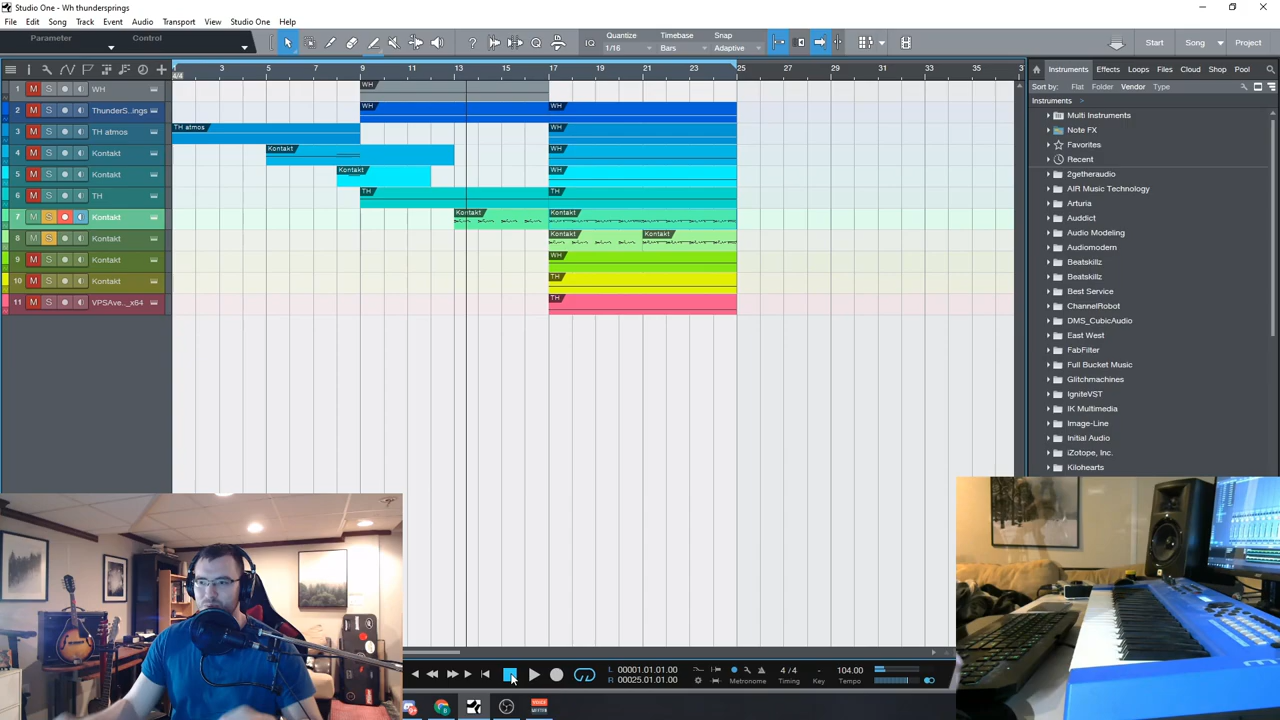 Studio One - Wh thundersprings
File Edit Song Track Event Audio Transport View Studio One Help
Parameter Control
Quantize Timebase Snap
IQ 1/16 Bars Adaptive
Start Song Project
3 5 7 9 11 13 15 17 19 21 23 25 27 29 31 33 35 3
4/4
1 M S WH
2 M S ThunderS...ings
3 M S TH atmos
4 M S Kontakt
5 M S Kontakt
6 M S TH
7 M S Kontakt
8 M S Kontakt
9 M S Kontakt
10 M S Kontakt
11 M S VPSAve.._x64
WH
WH WH
TH atmos WH
Kontakt WH
Kontakt WH
TH TH
Kontakt Kontakt
Kontakt Kontakt
WH
TH
TH
Instruments Effects Loops Files Cloud Shop Pool
Sort by: Flat Folder Vendor Type
Instruments >
Multi Instruments
Note FX
Favorites
Recent
2getheraudio
AIR Music Technology
Arturia
Auddict
Audio Modeling
Audiomodern
Beatskillz
Beatskillz
Best Service
ChannelRobot
DMS_CubicAudio
East West
FabFilter
Full Bucket Music
Glitchmachines
IgniteVST
IK Multimedia
Image-Line
Initial Audio
iZotope, Inc.
Kilohearts
L 00001.01.01.00
R 00025.01.01.00
4 / 4 - 104.00
Metronome Timing Key Tempo